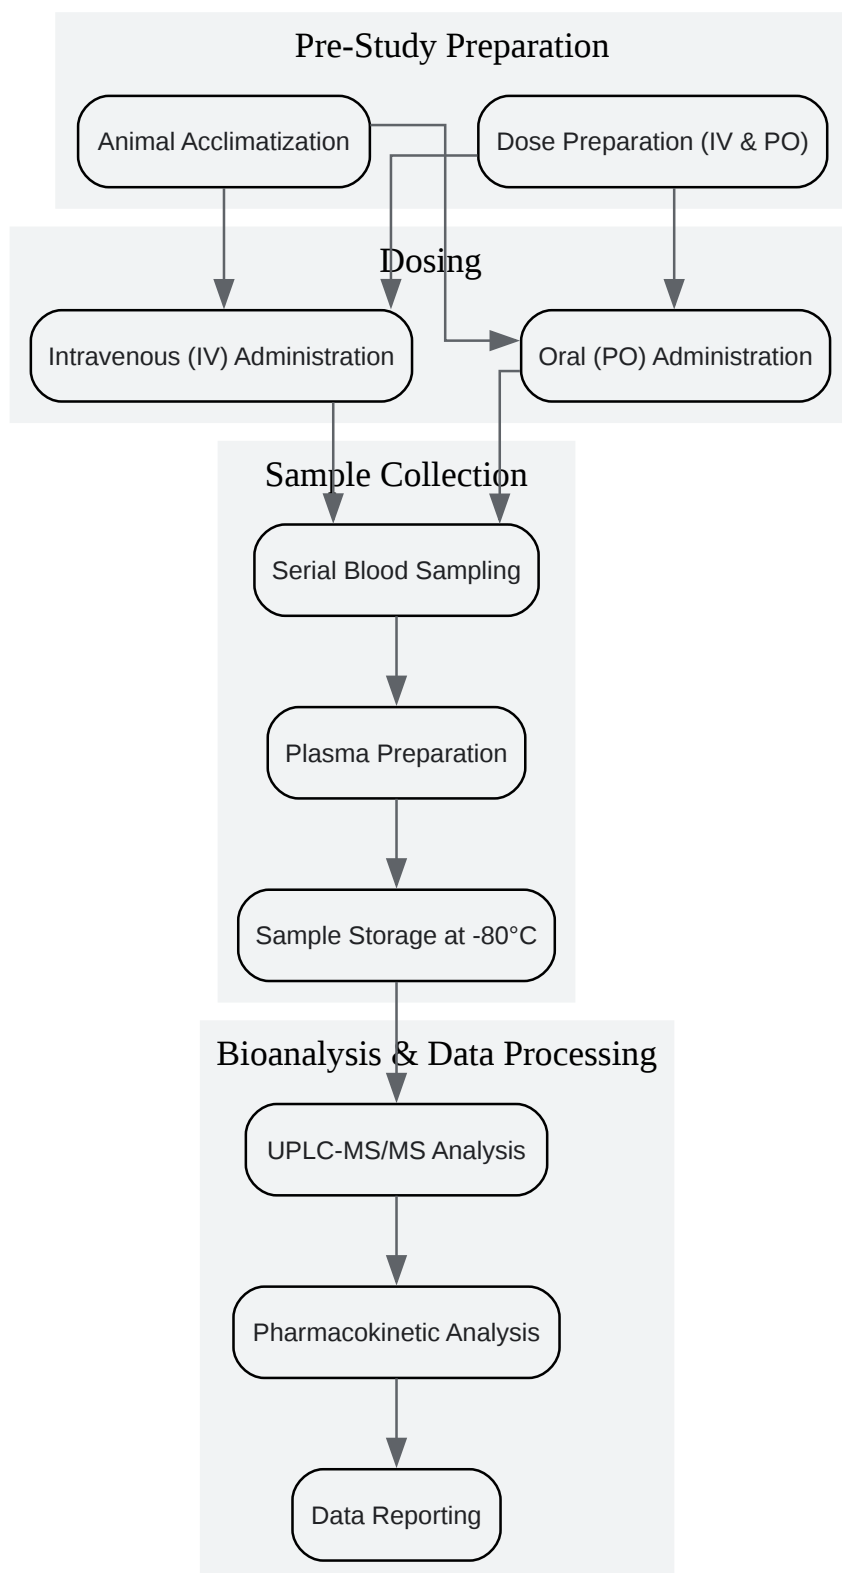 Pre-Study Preparation
Animal Acclimatization
Dose Preparation (IV & PO)
Dosing
Intravenous (IV) Administration
Oral (PO) Administration
Sample Collection
Serial Blood Sampling
Plasma Preparation
Sample Storage at -80°C
Bioanalysis & Data Processing
UPLC-MS/MS Analysis
Pharmacokinetic Analysis
Data Reporting